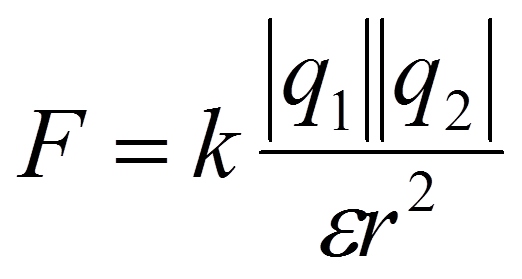 F = k |q₁||q₂| / εr²